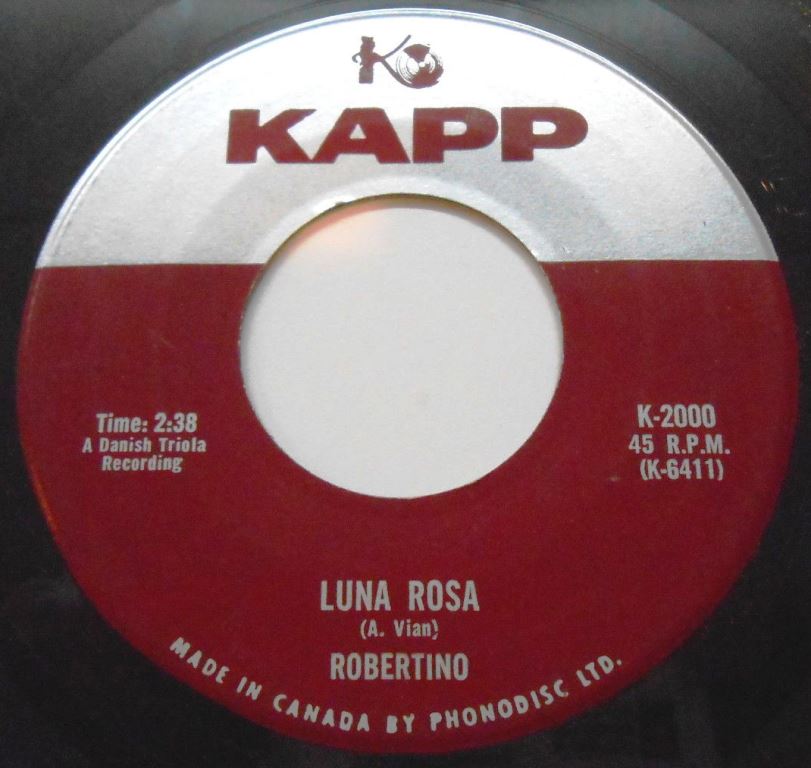 K
KAPP
Time: 2:38
A Danish Triola
Recording
K-2000
45 R.P.M.
(K-6411)
LUNA ROSA
(A. Vian)
ROBERTINO
MADE IN CANADA BY PHONODISC LTD.